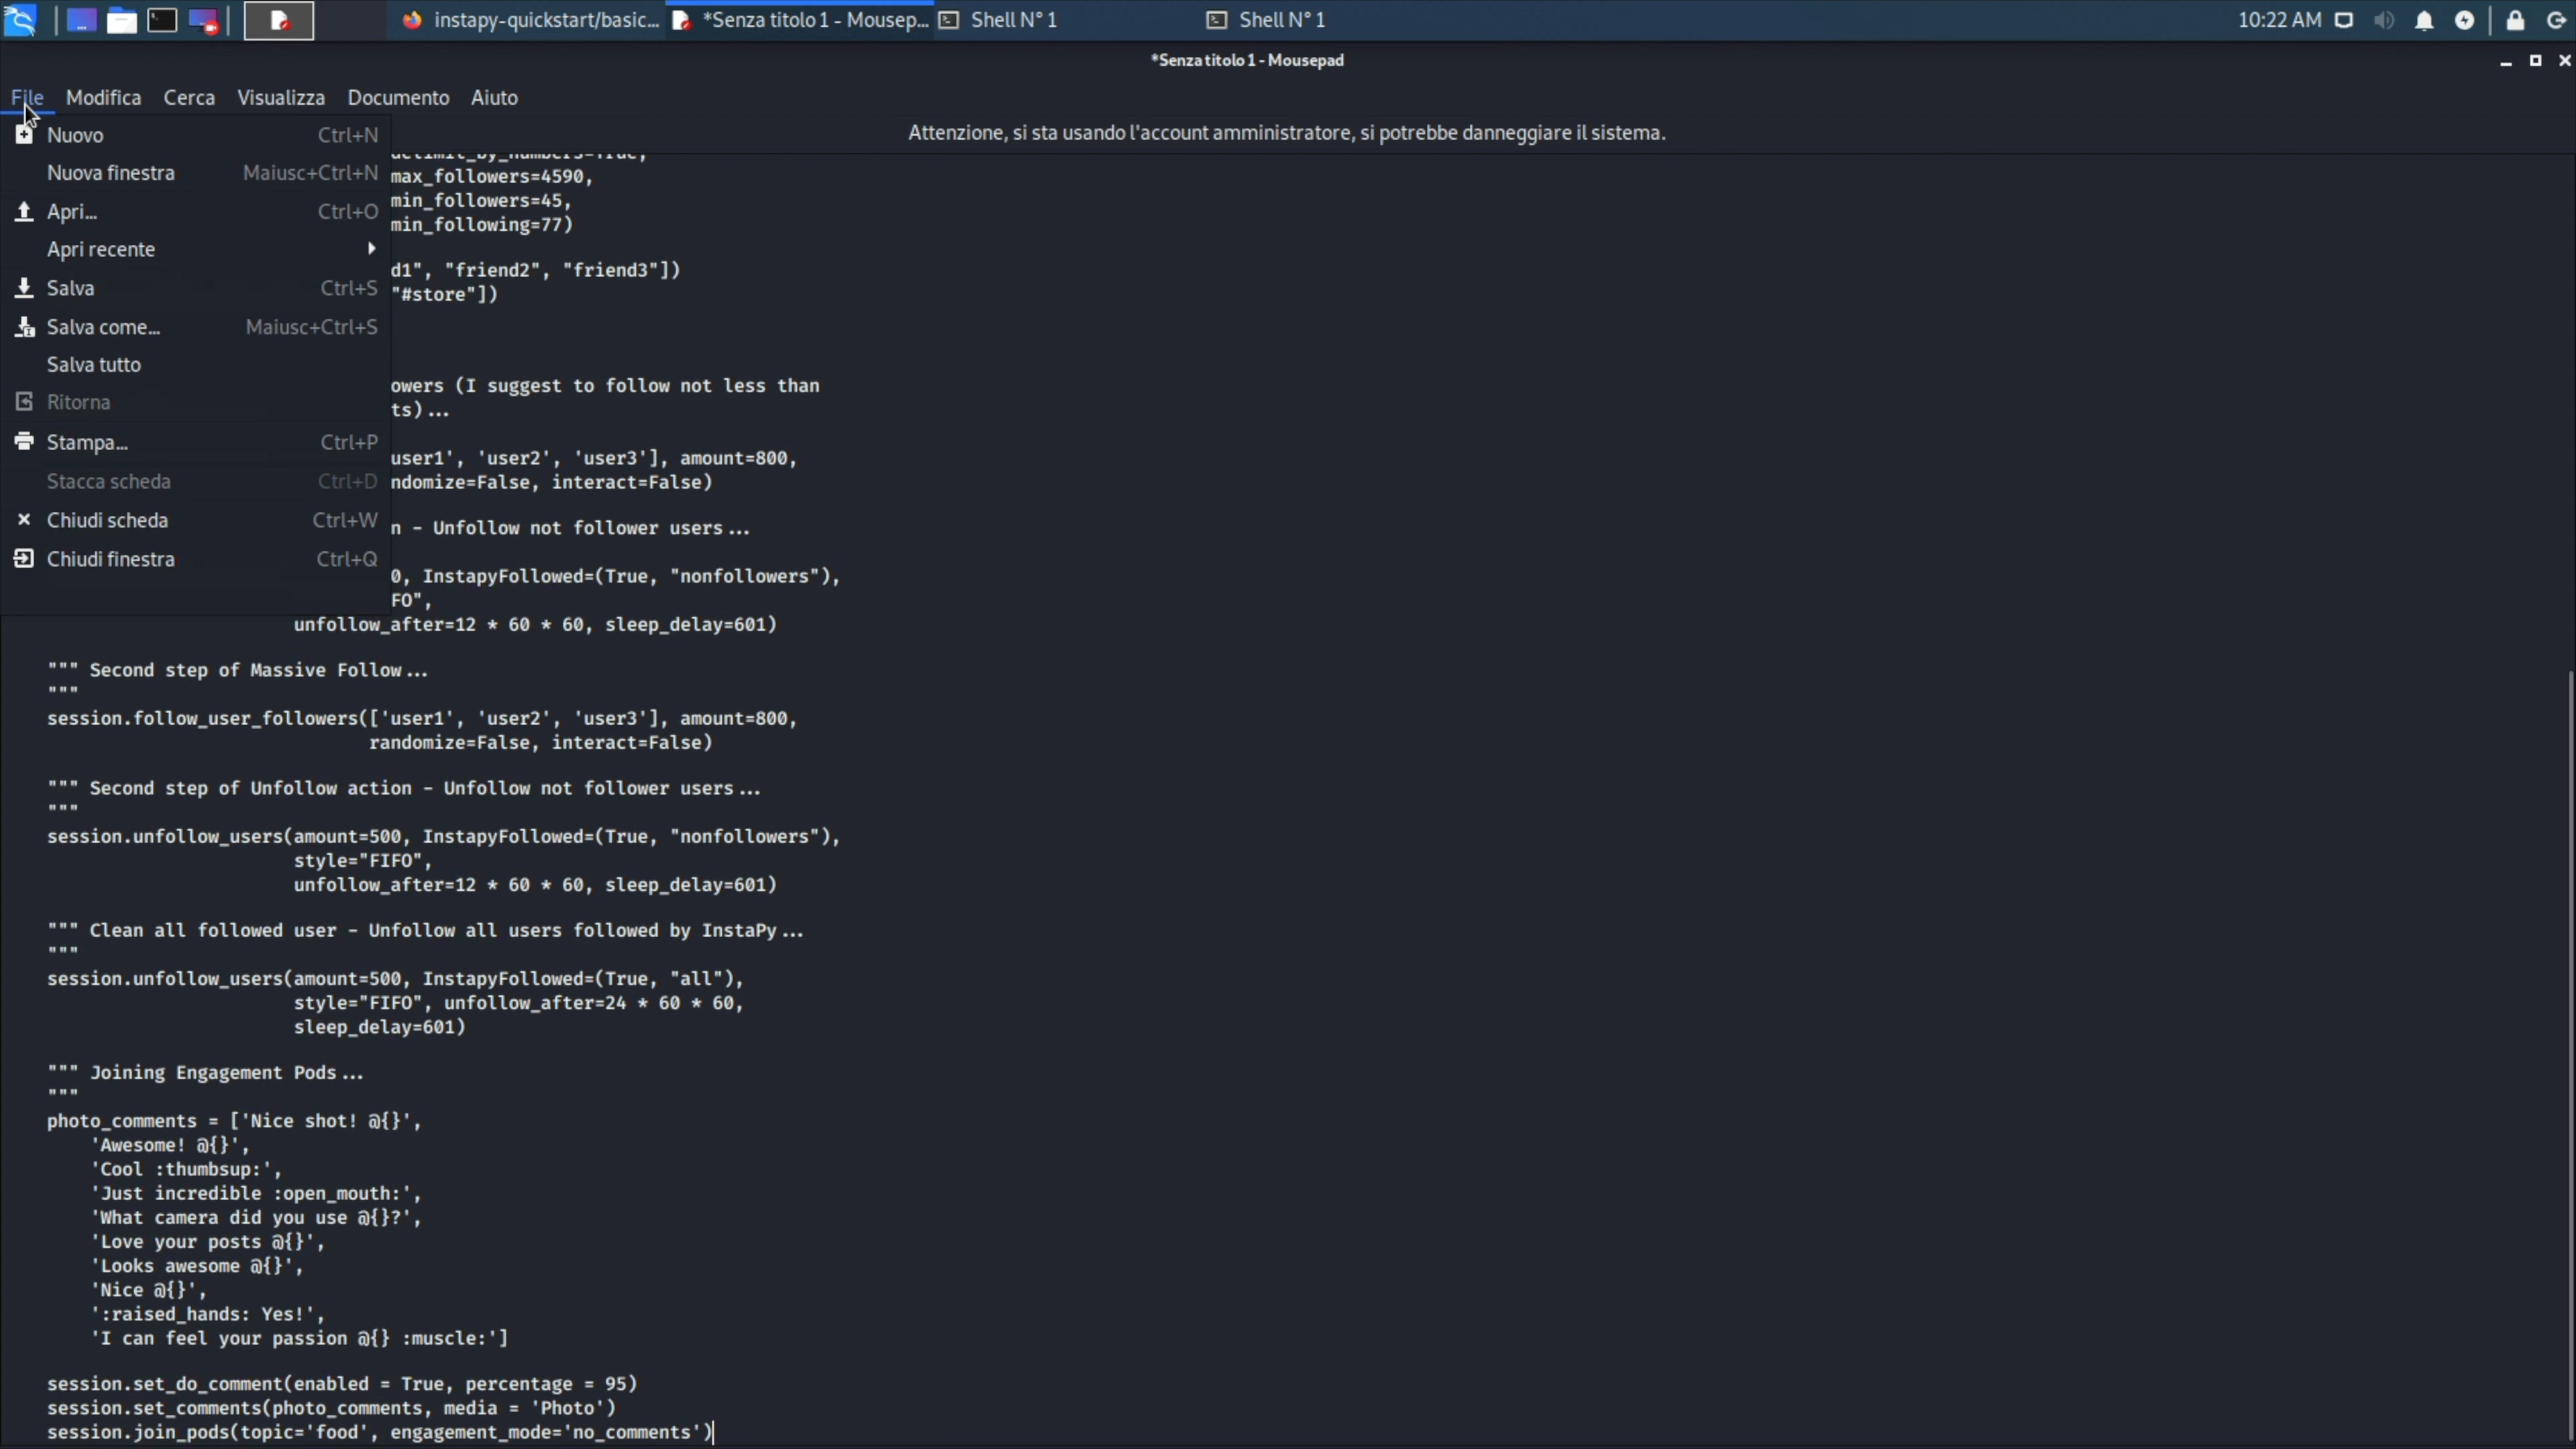 instapy-quickstart/basic...
*Senza titolo 1 - Mousep...
Shell N° 1
Shell N° 1
10:22 AM
*Senza titolo 1 - Mousepad
File Modifica Cerca Visualizza Documento Aiuto
Attenzione, si sta usando l'account amministratore, si potrebbe danneggiare il sistema.
Nuovo Ctrl+N
Nuova finestra Maiusc+Ctrl+N
Apri... Ctrl+O
Apri recente
Salva Ctrl+S
Salva come... Maiusc+Ctrl+S
Salva tutto
Ritorna
Stampa... Ctrl+P
Stacca scheda Ctrl+D
Chiudi scheda Ctrl+W
Chiudi finestra Ctrl+Q
max_followers=4590,
min_followers=45,
min_following=77)
d1", "friend2", "friend3"])
"#store"])
owers (I suggest to follow not less than
ts)...
user1', 'user2', 'user3'], amount=800,
ndomize=False, interact=False)
n - Unfollow not follower users...
0, InstapyFollowed=(True, "nonfollowers"),
FO",
unfollow_after=12 * 60 * 60, sleep_delay=601)
""" Second step of Massive Follow...
"""
session.follow_user_followers(['user1', 'user2', 'user3'], amount=800,
randomize=False, interact=False)
""" Second step of Unfollow action - Unfollow not follower users...
"""
session.unfollow_users(amount=500, InstapyFollowed=(True, "nonfollowers"),
style="FIFO",
unfollow_after=12 * 60 * 60, sleep_delay=601)
""" Clean all followed user - Unfollow all users followed by InstaPy...
"""
session.unfollow_users(amount=500, InstapyFollowed=(True, "all"),
style="FIFO", unfollow_after=24 * 60 * 60,
sleep_delay=601)
""" Joining Engagement Pods...
"""
photo_comments = ['Nice shot! @{}',
'Awesome! @{}',
'Cool :thumbsup:',
'Just incredible :open_mouth:',
'What camera did you use @{}?',
'Love your posts @{}',
'Looks awesome @{}',
'Nice @{}',
':raised_hands: Yes!',
'I can feel your passion @{} :muscle:']
session.set_do_comment(enabled = True, percentage = 95)
session.set_comments(photo_comments, media = 'Photo')
session.join_pods(topic='food', engagement_mode='no_comments')